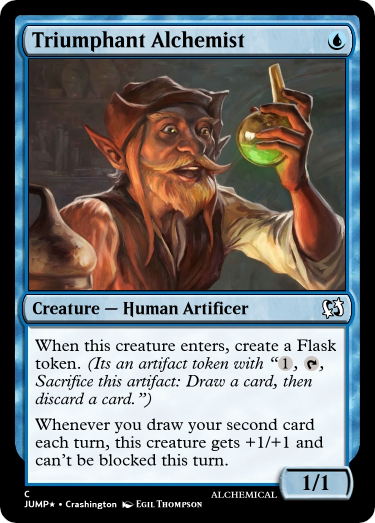 Triumphant Alchemist
Creature — Human Artificer
When this creature enters, create a Flask
token. (Its an artifact token with “1, T,
Sacrifice this artifact: Draw a card, then
discard a card.”)
Whenever you draw your second card
each turn, this creature gets +1/+1 and
can’t be blocked this turn.
1/1
C
JUMP★ • Crashington Egil Thompson
ALCHEMICAL